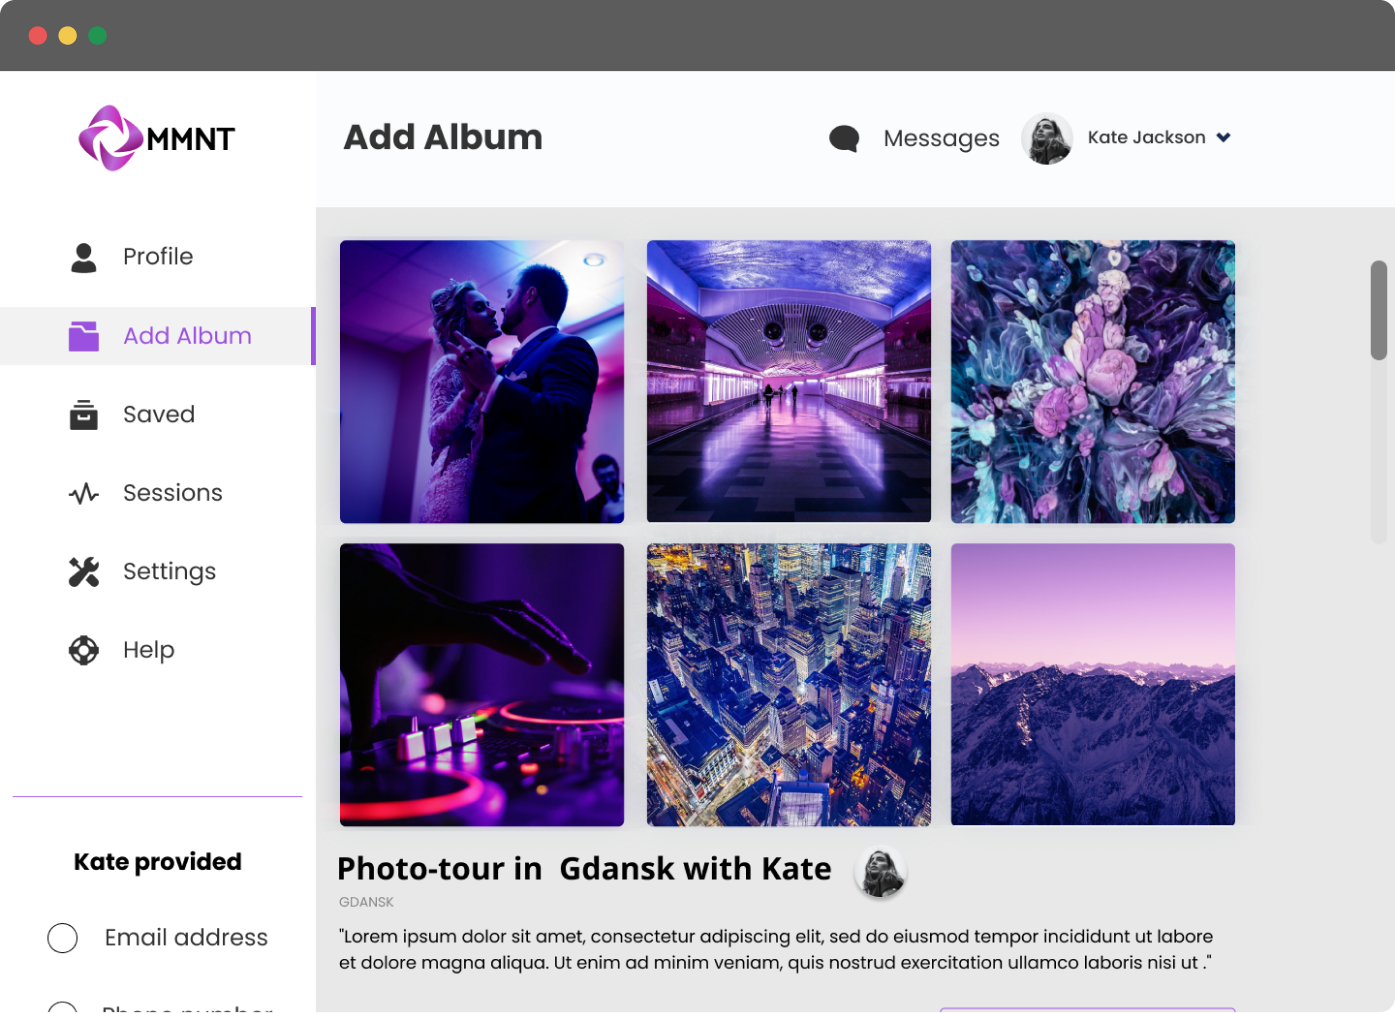 MMNT
Add Album
Messages
Kate Jackson
Profile
Add Album
Saved
Sessions
Settings
Help
Kate provided
Email address
Phone number
Photo-tour in  Gdansk with Kate
GDANSK
"Lorem ipsum dolor sit amet, consectetur adipiscing elit, sed do eiusmod tempor incididunt ut labore
et dolore magna aliqua. Ut enim ad minim veniam, quis nostrud exercitation ullamco laboris nisi ut ."